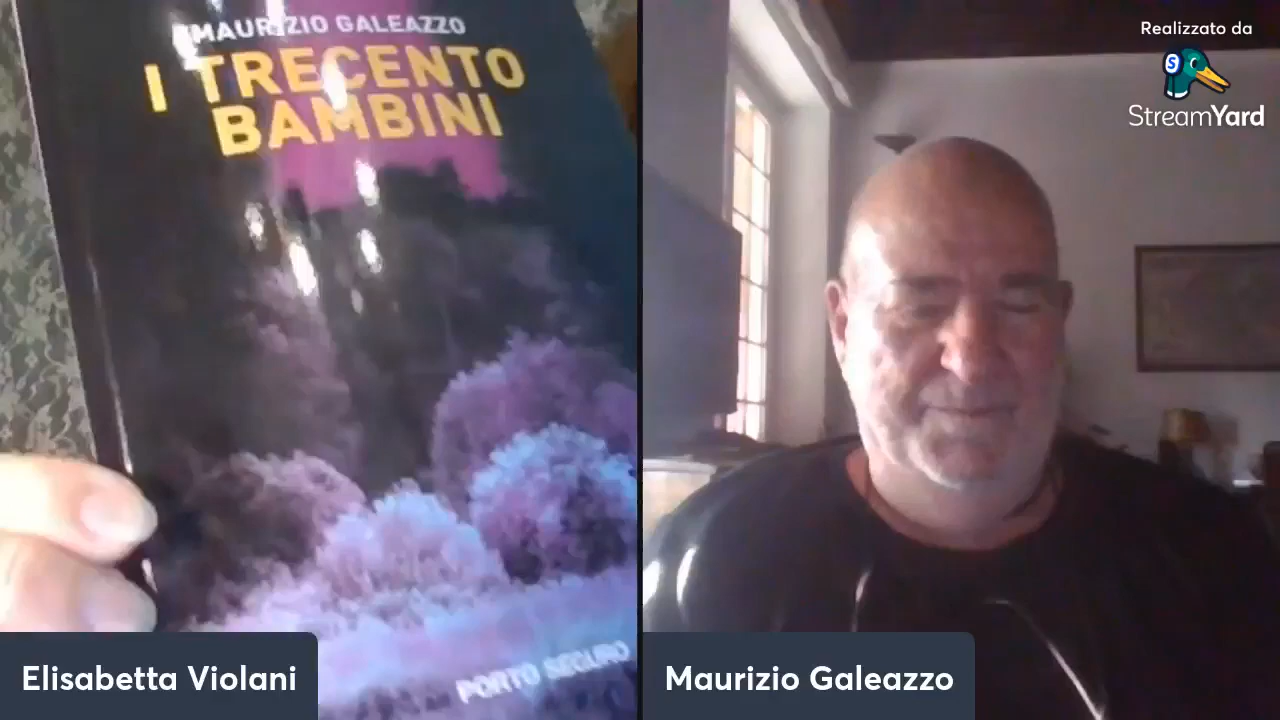 MAURIZIO GALEAZZO
I TRECENTO
BAMBINI
PORTO SEGURO
Elisabetta Violani
Realizzato da
S
StreamYard
Maurizio Galeazzo